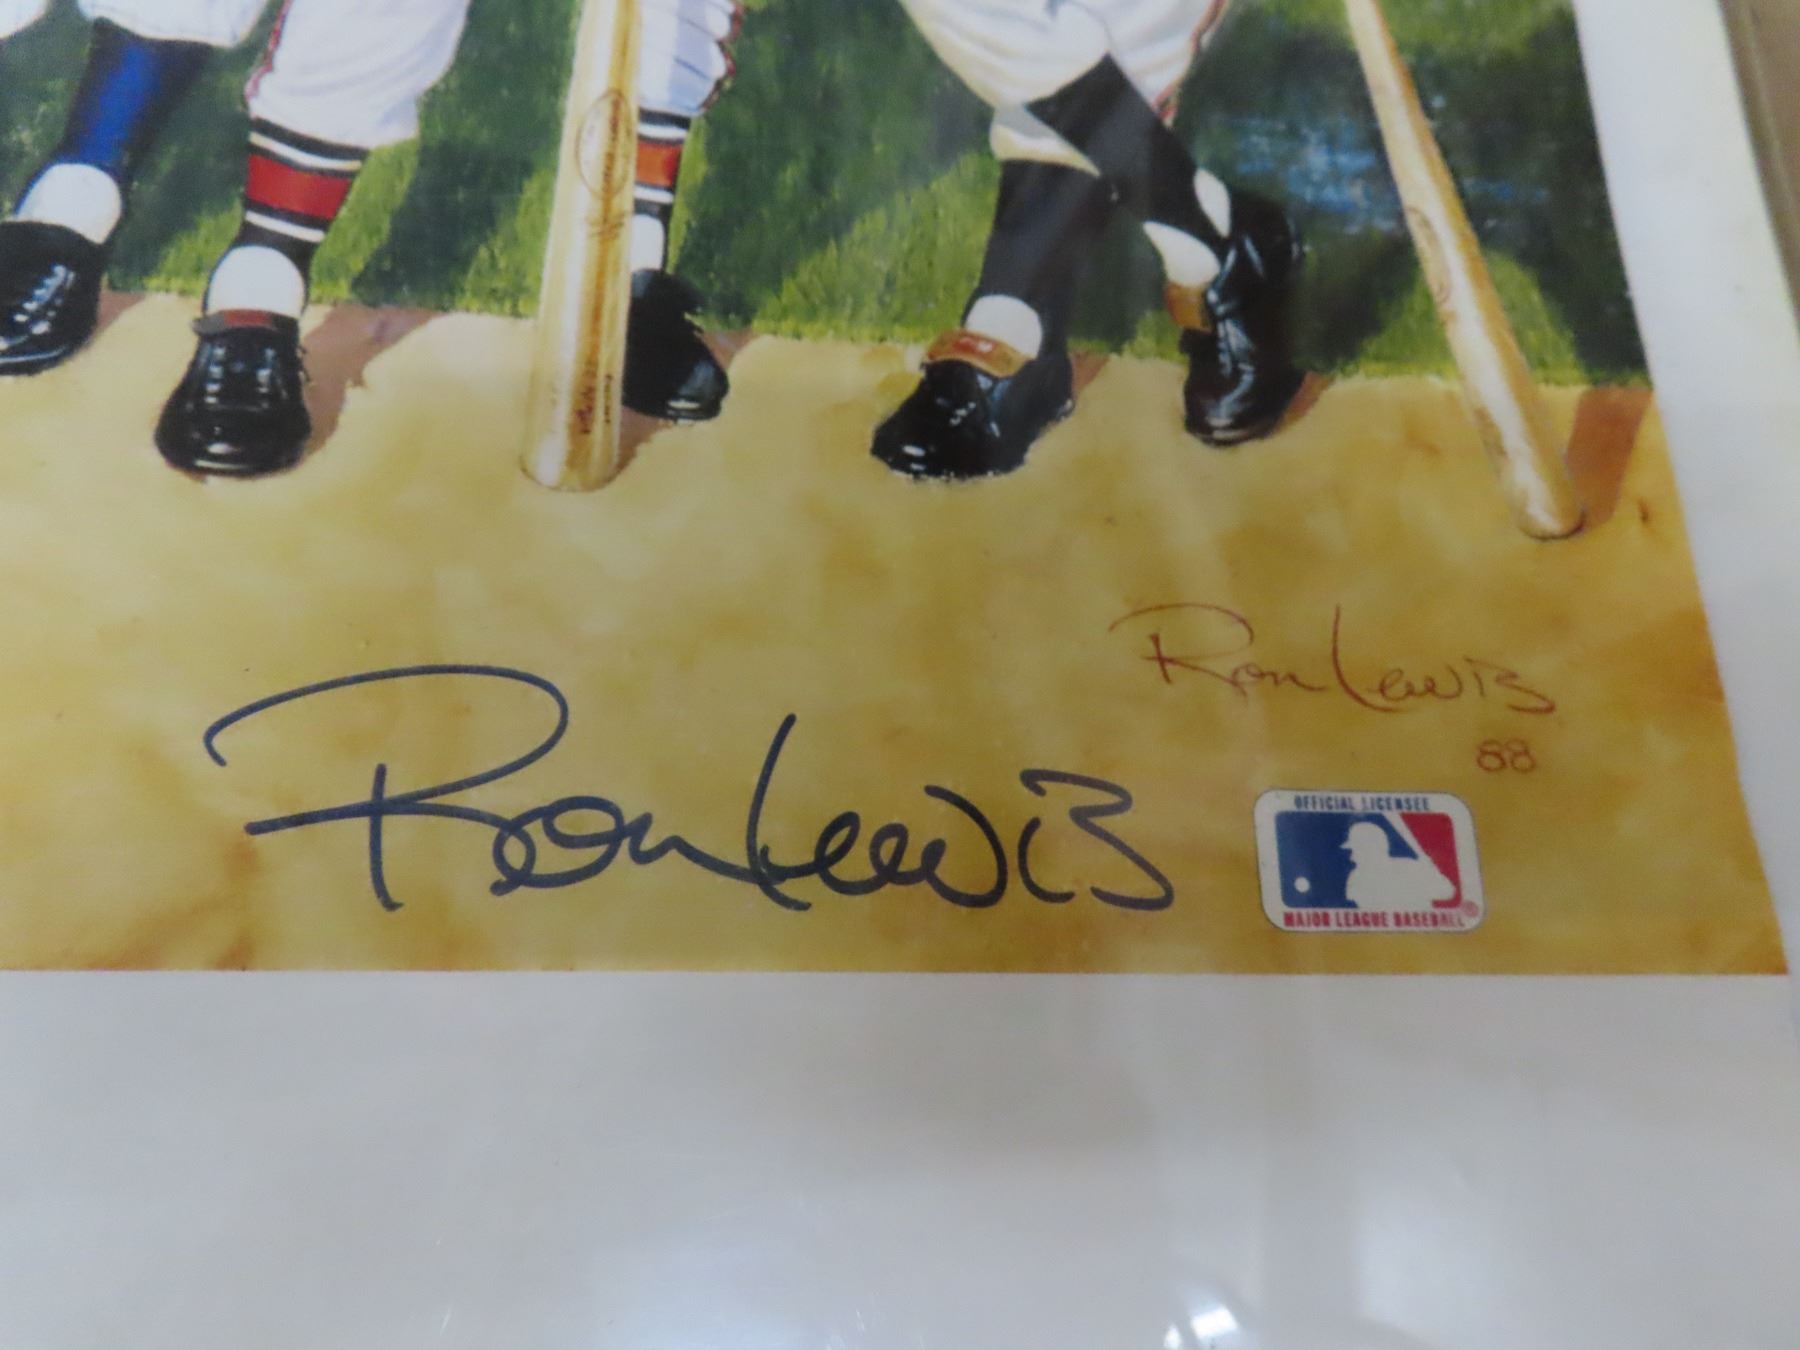 Ron Lewis
88
Ron Lewis
OFFICIAL LICENSEE
MAJOR LEAGUE BASEBALL®